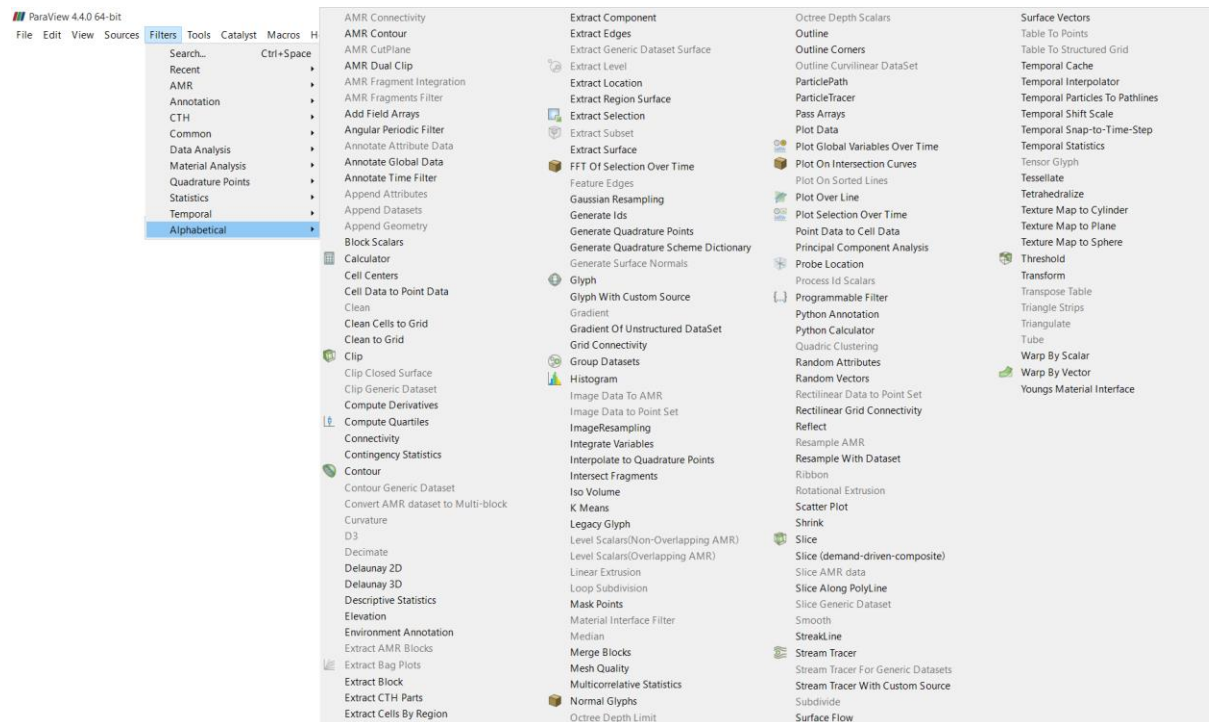 ParaView 4.4.0 64-bit
File Edit View Sources Filters Tools Catalyst Macros H
Search... Ctrl+Space
Recent
AMR
Annotation
CTH
Common
Data Analysis
Material Analysis
Quadrature Points
Statistics
Temporal
Alphabetical
AMR Connectivity
AMR Contour
AMR CutPlane
AMR Dual Clip
AMR Fragment Integration
AMR Fragments Filter
Add Field Arrays
Angular Periodic Filter
Annotate Attribute Data
Annotate Global Data
Annotate Time Filter
Append Attributes
Append Datasets
Append Geometry
Block Scalars
Calculator
Cell Centers
Cell Data to Point Data
Clean
Clean Cells to Grid
Clean to Grid
Clip
Clip Closed Surface
Clip Generic Dataset
Compute Derivatives
Compute Quartiles
Connectivity
Contingency Statistics
Contour
Contour Generic Dataset
Convert AMR dataset to Multi-block
Curvature
D3
Decimate
Delaunay 2D
Delaunay 3D
Descriptive Statistics
Elevation
Environment Annotation
Extract AMR Blocks
Extract Bag Plots
Extract Block
Extract CTH Parts
Extract Cells By Region
Extract Component
Extract Edges
Extract Generic Dataset Surface
Extract Level
Extract Location
Extract Region Surface
Extract Selection
Extract Subset
Extract Surface
FFT Of Selection Over Time
Feature Edges
Gaussian Resampling
Generate Ids
Generate Quadrature Points
Generate Quadrature Scheme Dictionary
Generate Surface Normals
Glyph
Glyph With Custom Source
Gradient
Gradient Of Unstructured DataSet
Grid Connectivity
Group Datasets
Histogram
Image Data To AMR
Image Data to Point Set
ImageResampling
Integrate Variables
Interpolate to Quadrature Points
Intersect Fragments
Iso Volume
K Means
Legacy Glyph
Level Scalars(Non-Overlapping AMR)
Level Scalars(Overlapping AMR)
Linear Extrusion
Loop Subdivision
Mask Points
Material Interface Filter
Median
Merge Blocks
Mesh Quality
Multicorrelative Statistics
Normal Glyphs
Octree Depth Limit
Octree Depth Scalars
Outline
Outline Corners
Outline Curvilinear DataSet
ParticlePath
ParticleTracer
Pass Arrays
Plot Data
Plot Global Variables Over Time
Plot On Intersection Curves
Plot On Sorted Lines
Plot Over Line
Plot Selection Over Time
Point Data to Cell Data
Principal Component Analysis
Probe Location
Process Id Scalars
Programmable Filter
Python Annotation
Python Calculator
Quadric Clustering
Random Attributes
Random Vectors
Rectilinear Data to Point Set
Rectilinear Grid Connectivity
Reflect
Resample AMR
Resample With Dataset
Ribbon
Rotational Extrusion
Scatter Plot
Shrink
Slice
Slice (demand-driven-composite)
Slice AMR data
Slice Along PolyLine
Slice Generic Dataset
Smooth
StreakLine
Stream Tracer
Stream Tracer For Generic Datasets
Stream Tracer With Custom Source
Subdivide
Surface Flow
Surface Vectors
Table To Points
Table To Structured Grid
Temporal Cache
Temporal Interpolator
Temporal Particles To Pathlines
Temporal Shift Scale
Temporal Snap-to-Time-Step
Temporal Statistics
Tensor Glyph
Tessellate
Tetrahedralize
Texture Map to Cylinder
Texture Map to Plane
Texture Map to Sphere
Threshold
Transform
Transpose Table
Triangle Strips
Triangulate
Tube
Warp By Scalar
Warp By Vector
Youngs Material Interface